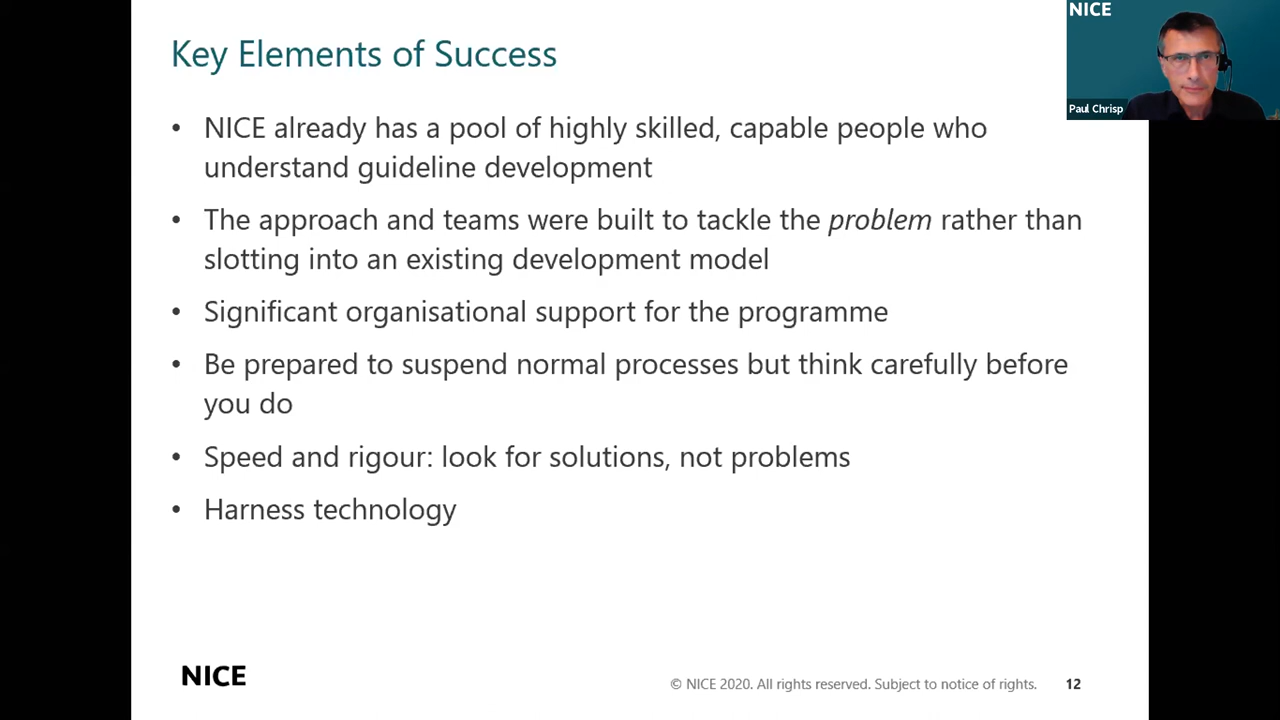 Key Elements of Success
NICE
Paul Chrisp
• NICE already has a pool of highly skilled, capable people who
understand guideline development
• The approach and teams were built to tackle the problem rather than
slotting into an existing development model
• Significant organisational support for the programme
• Be prepared to suspend normal processes but think carefully before
you do
• Speed and rigour: look for solutions, not problems
• Harness technology
NICE
© NICE 2020. All rights reserved. Subject to notice of rights.
12